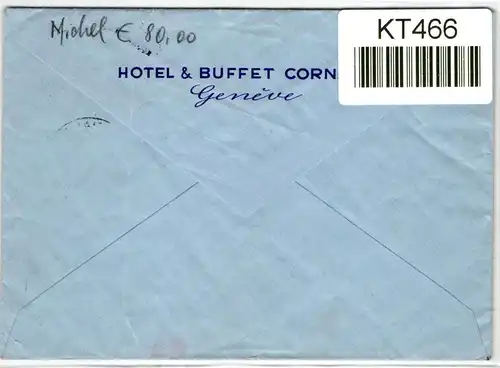 Michel € 80,00
KT466
HOTEL & BUFFET CORN
Genève